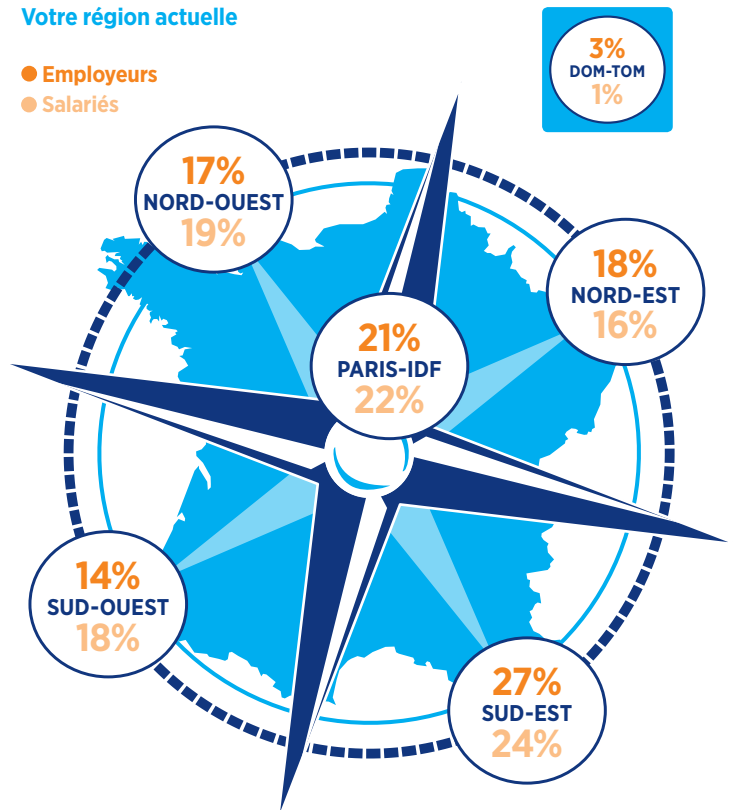 Votre région actuelle
Employeurs
Salariés
3%
DOM-TOM
1%
17%
NORD-OUEST
19%
18%
NORD-EST
16%
21%
PARIS-IDF
22%
14%
SUD-OUEST
18%
27%
SUD-EST
24%